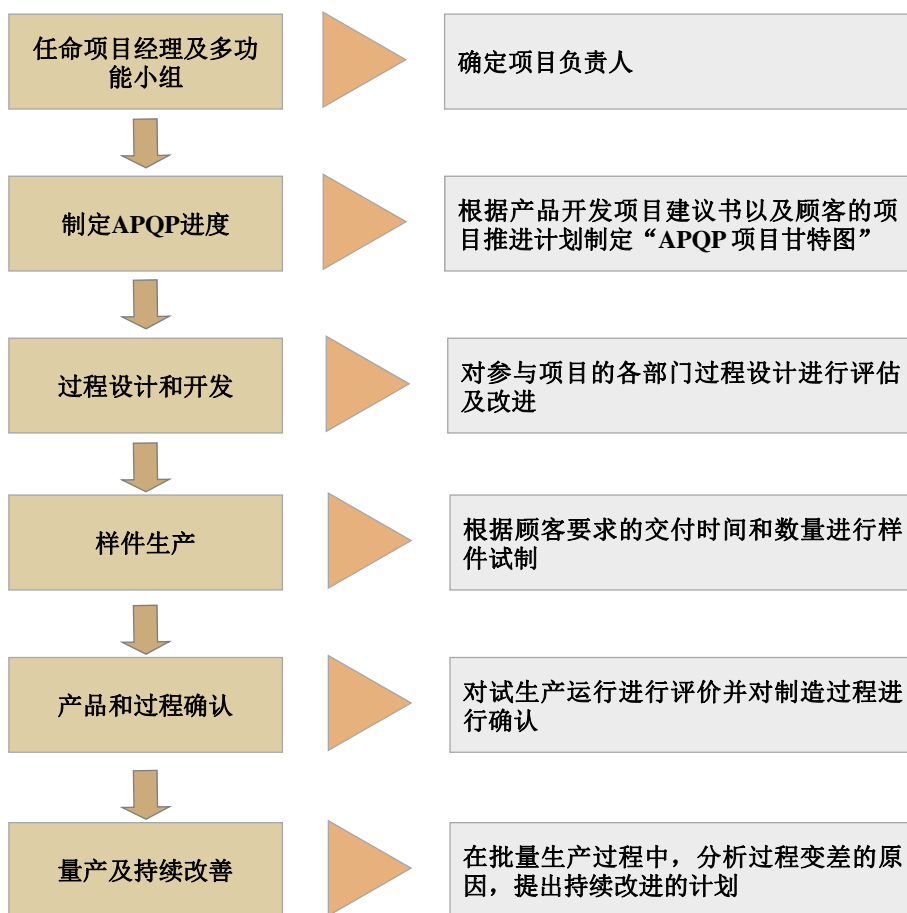 任命项目经理及多功
能小组
确定项目负责人
制定APQP进度
根据产品开发项目建议书以及顾客的项
目推进计划制定“APQP 项目甘特图”
过程设计和开发
对参与项目的各部门过程设计进行评估
及改进
样件生产
根据顾客要求的交付时间和数量进行样
件试制
产品和过程确认
对试生产运行进行评价并对制造过程进
行确认
量产及持续改善
在批量生产过程中，分析过程变差的原
因，提出持续改进的计划